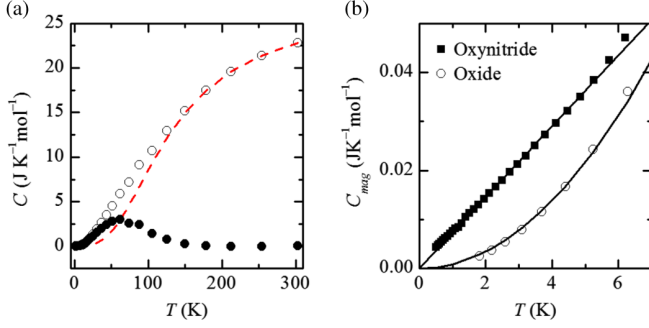 (a)
25
20
15
10
5
0
C (J K⁻¹mol⁻¹)
0 100 200 300
T (K)
(b)
Oxynitride
Oxide
0.04
0.02
0.00
C_mag (JK⁻¹mol⁻¹)
0 2 4 6
T (K)